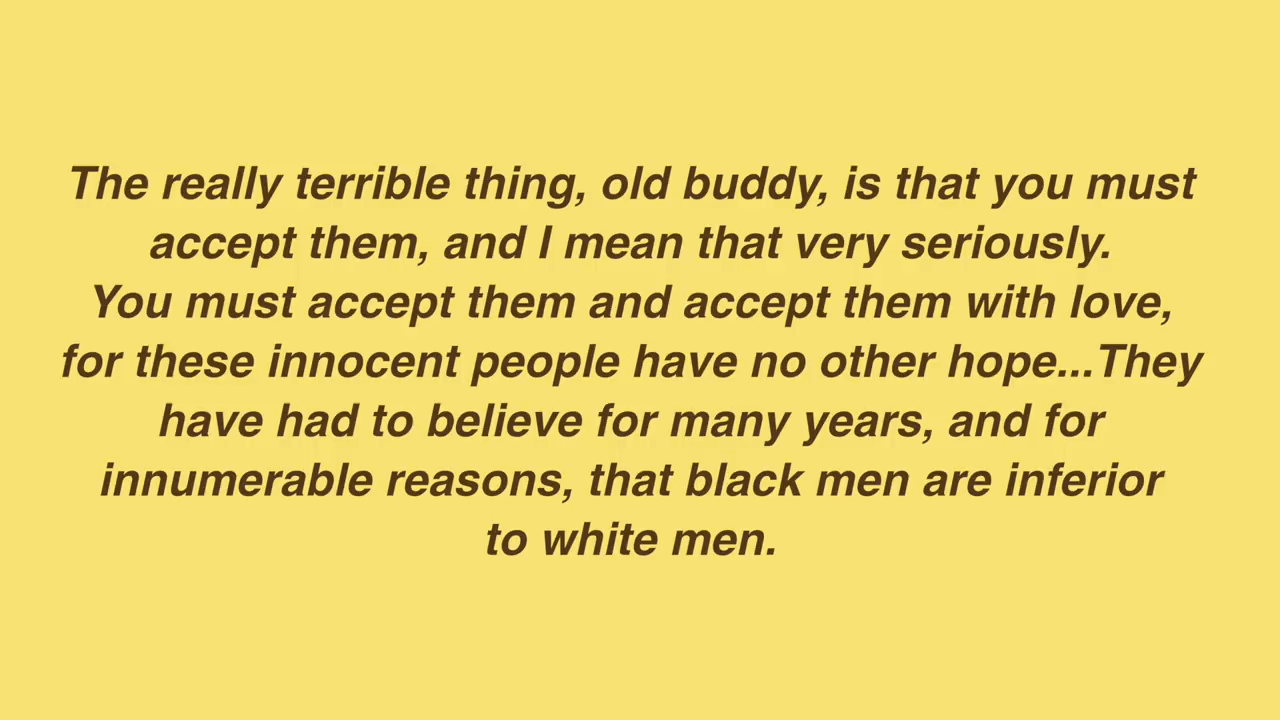 The really terrible thing, old buddy, is that you must
accept them, and I mean that very seriously.
You must accept them and accept them with love,
for these innocent people have no other hope...They
have had to believe for many years, and for
innumerable reasons, that black men are inferior
to white men.